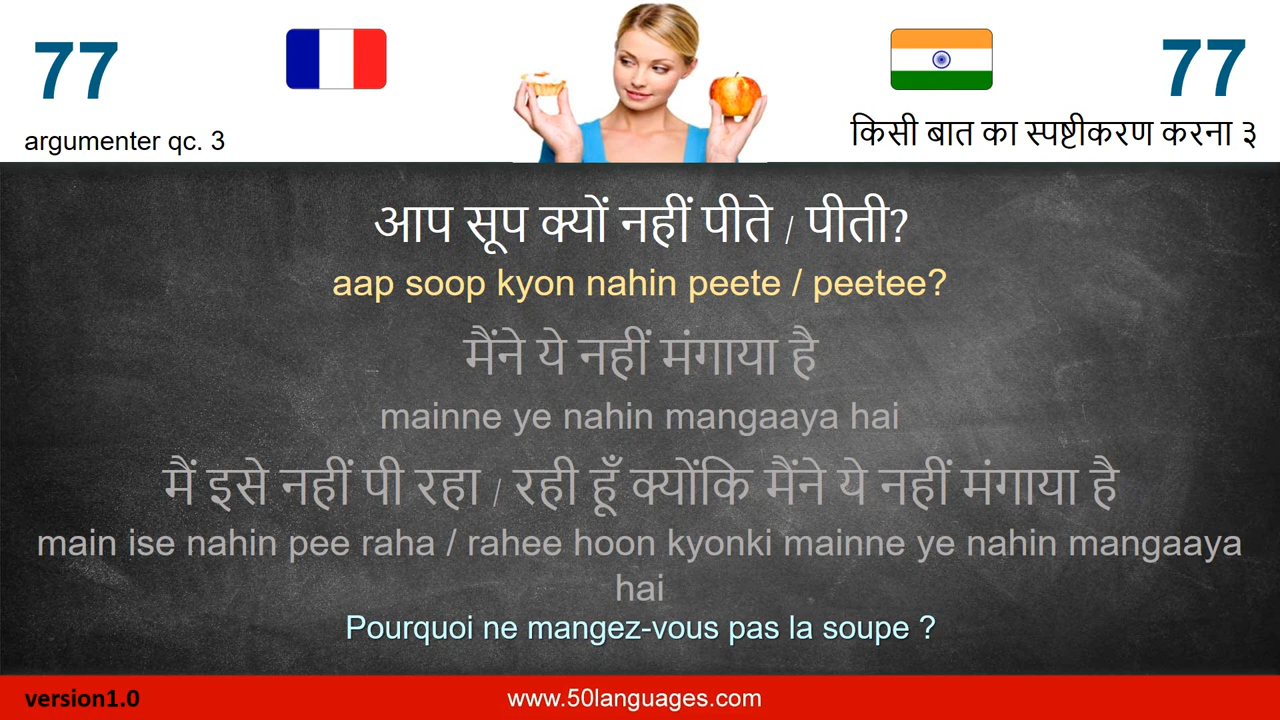 77
77
argumenter qc. 3
किसी बात का स्पष्टीकरण करना ३
आप सूप क्यों नहीं पीते / पीती?
aap soop kyon nahin peete / peetee?
मैंने ये नहीं मंगाया है
mainne ye nahin mangaaya hai
मैं इसे नहीं पी रहा / रही हूँ क्योंकि मैंने ये नहीं मंगाया है
main ise nahin pee raha / rahee hoon kyonki mainne ye nahin mangaaya
hai
Pourquoi ne mangez-vous pas la soupe ?
version1.0
www.50languages.com